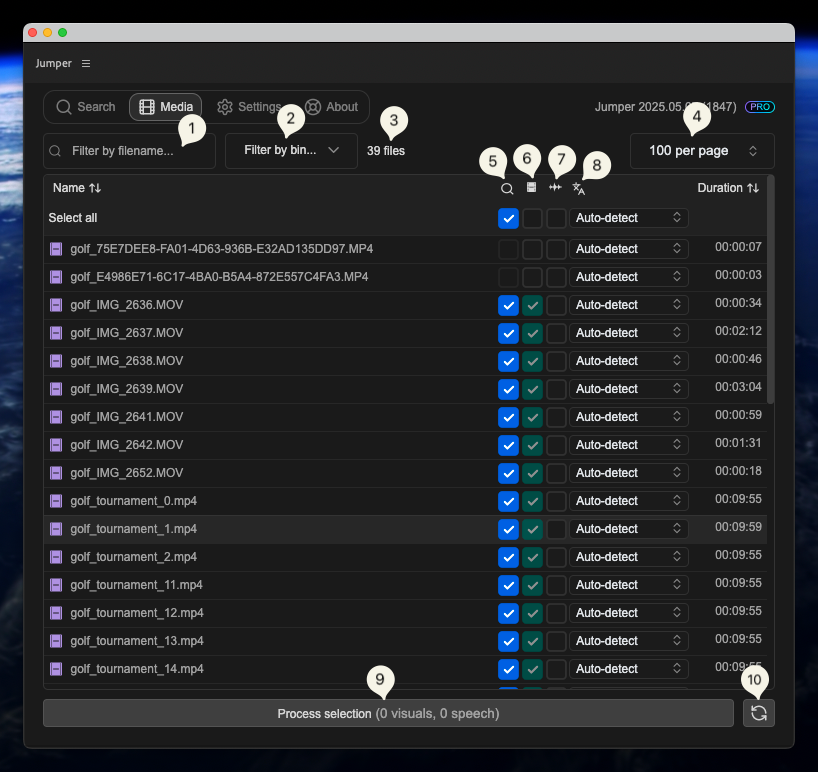 Jumper
Search Media Settings About
Jumper 2025.05.0 (1847) PRO
1 2 3 4
Filter by filename... Filter by bin... 39 files 100 per page
5 6 7 8
Name Duration
Select all Auto-detect
golf_75E7DEE8-FA01-4D63-936B-E32AD135DD97.MP4 Auto-detect 00:00:07
golf_E4986E71-6C17-4BA0-B5A4-872E557C4FA3.MP4 Auto-detect 00:00:03
golf_IMG_2636.MOV Auto-detect 00:00:34
golf_IMG_2637.MOV Auto-detect 00:02:12
golf_IMG_2638.MOV Auto-detect 00:00:46
golf_IMG_2639.MOV Auto-detect 00:03:04
golf_IMG_2641.MOV Auto-detect 00:00:59
golf_IMG_2642.MOV Auto-detect 00:01:31
golf_IMG_2652.MOV Auto-detect 00:00:18
golf_tournament_0.mp4 Auto-detect 00:09:55
golf_tournament_1.mp4 Auto-detect 00:09:59
golf_tournament_2.mp4 Auto-detect 00:09:55
golf_tournament_11.mp4 Auto-detect 00:09:55
golf_tournament_12.mp4 Auto-detect 00:09:55
golf_tournament_13.mp4 Auto-detect 00:09:55
golf_tournament_14.mp4 Auto-detect 00:09:55
9 10
Process selection (0 visuals, 0 speech)